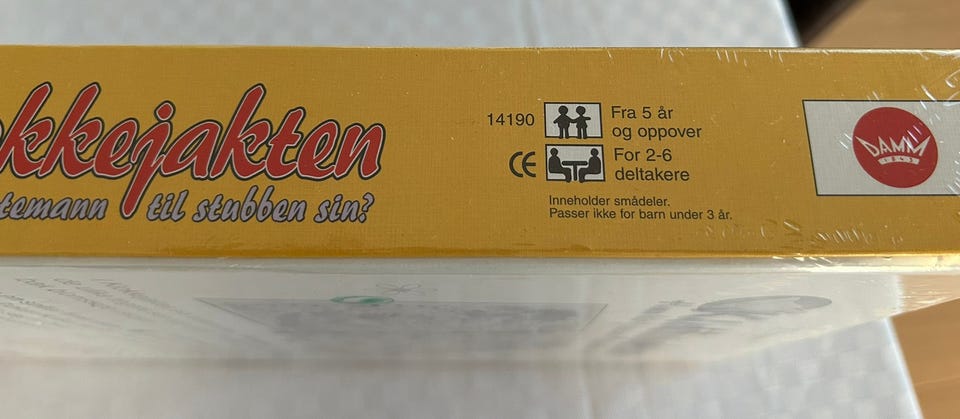 kkejakten
temann til stubben sin?
14190
Fra 5 år
og oppover
CE
For 2-6
deltakere
Inneholder smådeler.
Passer ikke for barn under 3 år.
DAMM
1843